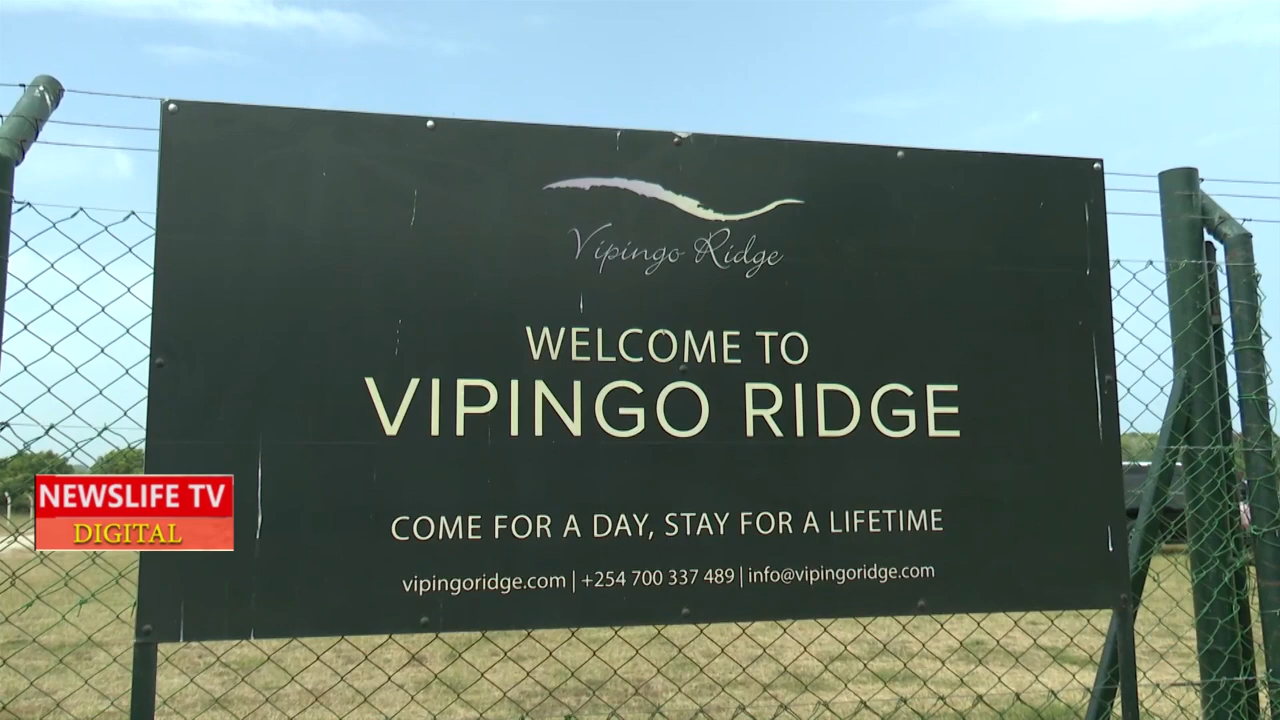 Vipingo Ridge
WELCOME TO
VIPINGO RIDGE
COME FOR A DAY, STAY FOR A LIFETIME
vipingoridge.com | +254 700 337 489 | info@vipingoridge.com
NEWSLIFE TV
DIGITAL